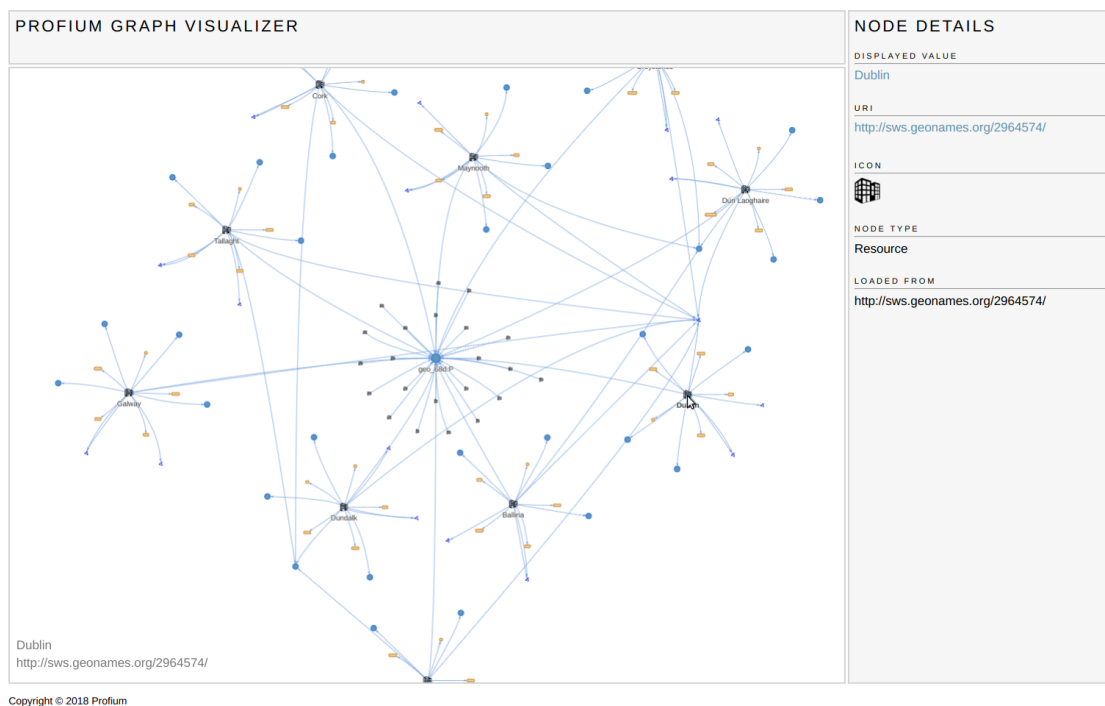 PROFIUM GRAPH VISUALIZER
NODE DETAILS
DISPLAYED VALUE
Dublin
URI
http://sws.geonames.org/2964574/
ICON
NODE TYPE
Resource
LOADED FROM
http://sws.geonames.org/2964574/
Cork
Maynooth
Dún Laoghaire
Tallaght
Galway
Dundalk
Ballina
Dublin
http://sws.geonames.org/2964574/
Copyright © 2018 Profium